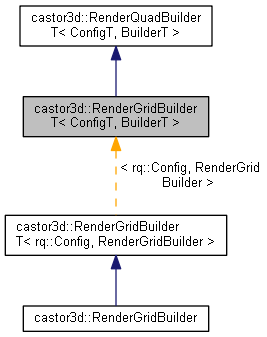 castor3d::RenderQuadBuilder
T< ConfigT, BuilderT >
castor3d::RenderGridBuilder
T< ConfigT, BuilderT >
< rq::Config, RenderGrid
Builder >
castor3d::RenderGridBuilder
T< rq::Config, RenderGridBuilder >
castor3d::RenderGridBuilder